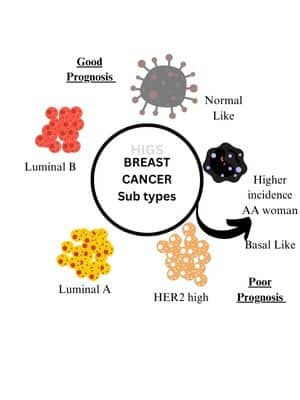 Good
Prognosis
Normal
Like
Luminal B
HIGS
BREAST
CANCER
Sub types
Higher
incidence
AA woman
Basal Like
Luminal A
HER2 high
Poor
Prognosis